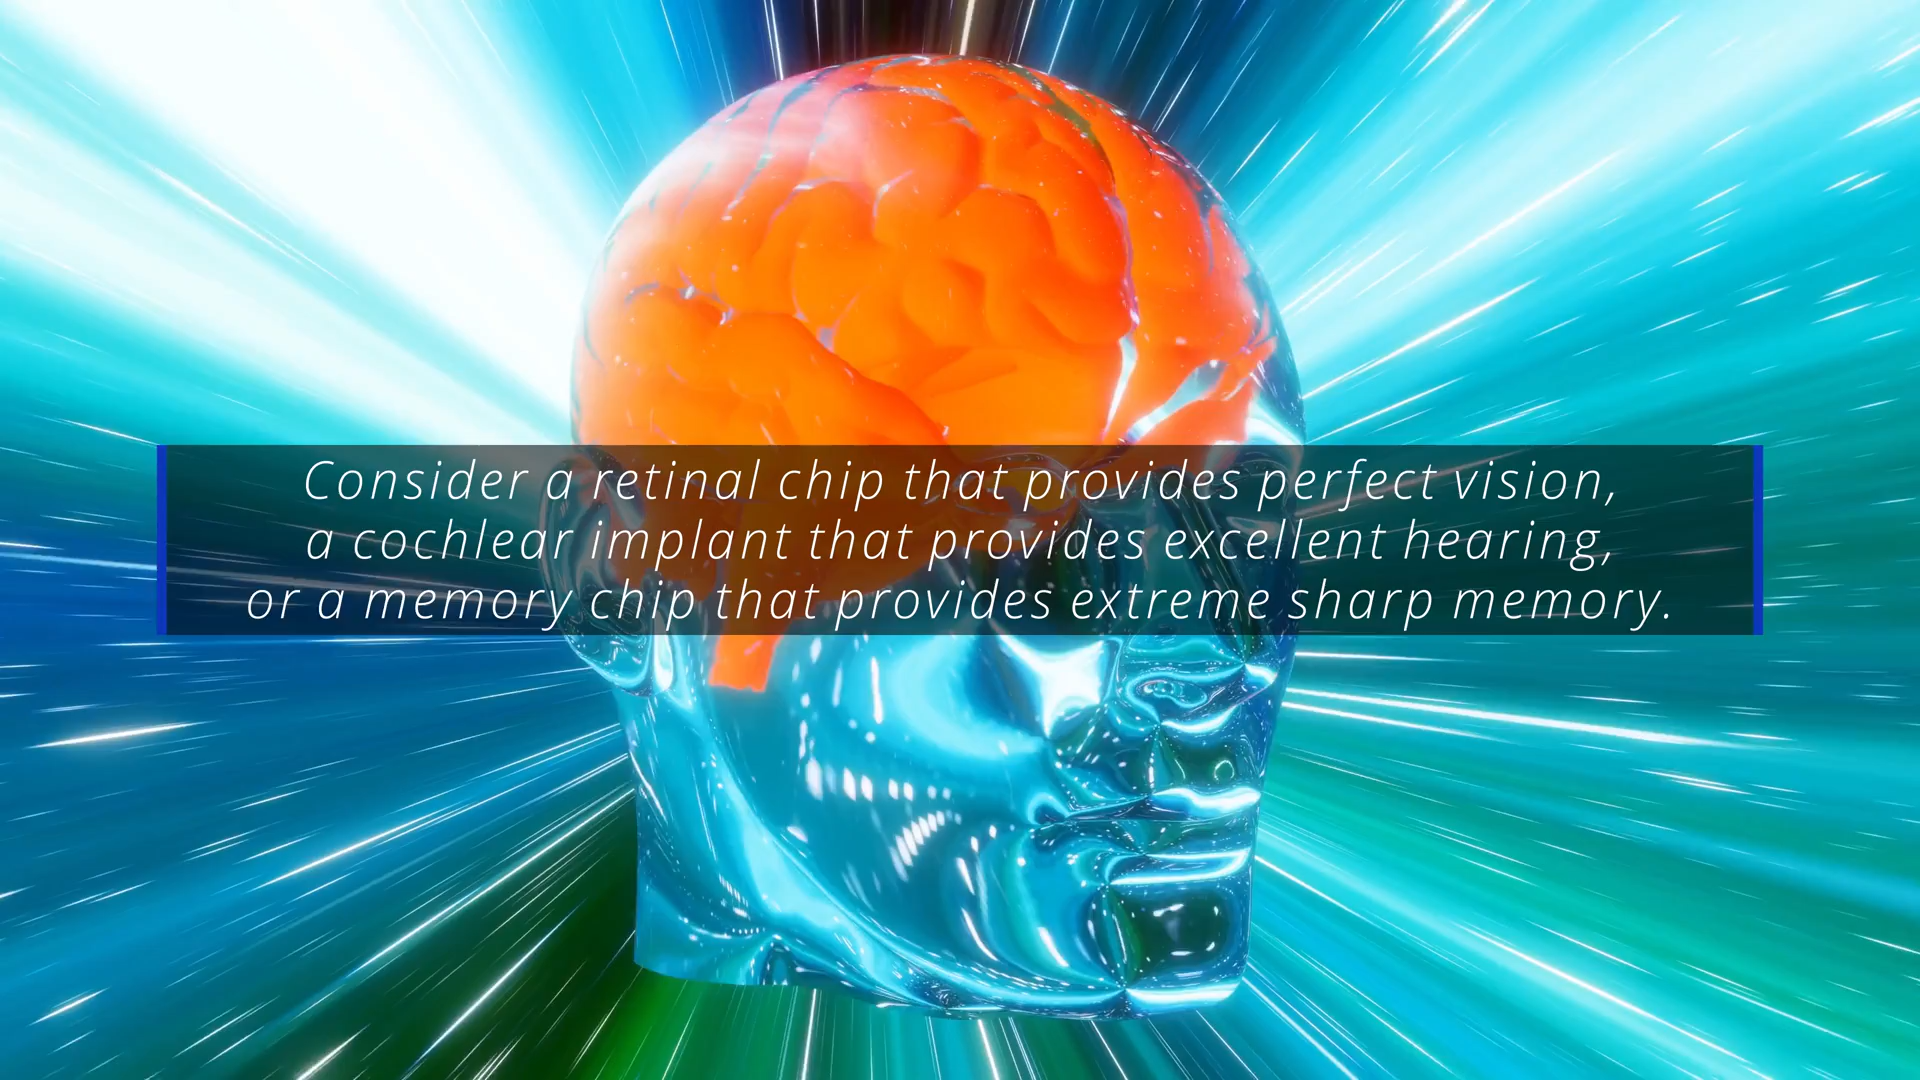 Consider a retinal chip that provides perfect vision,
a cochlear implant that provides excellent hearing,
or a memory chip that provides extreme sharp memory.